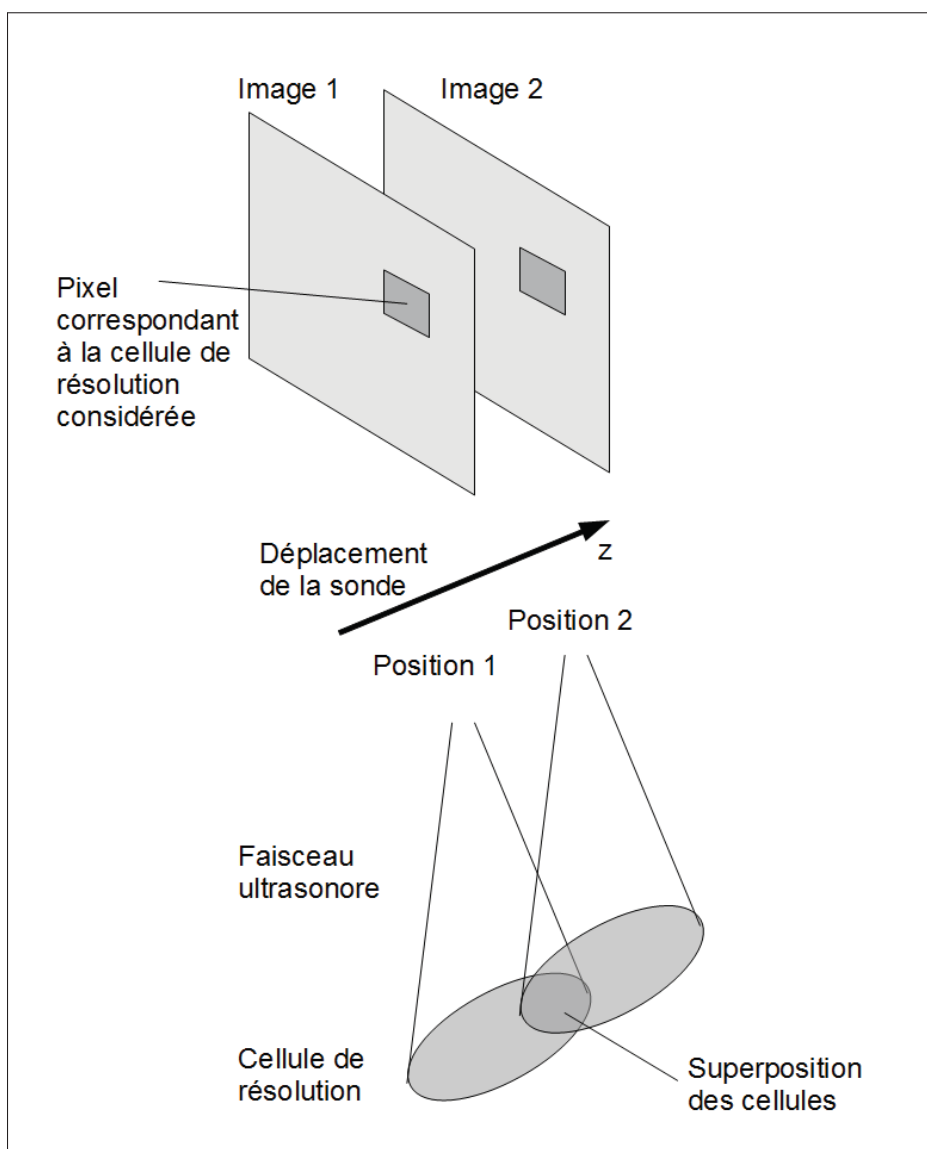 Image 1
Image 2
Pixel
correspondant
à la cellule de
résolution
considérée
Déplacement
de la sonde
z
Position 2
Position 1
Faisceau
ultrasonore
Cellule de
résolution
Superposition
des cellules